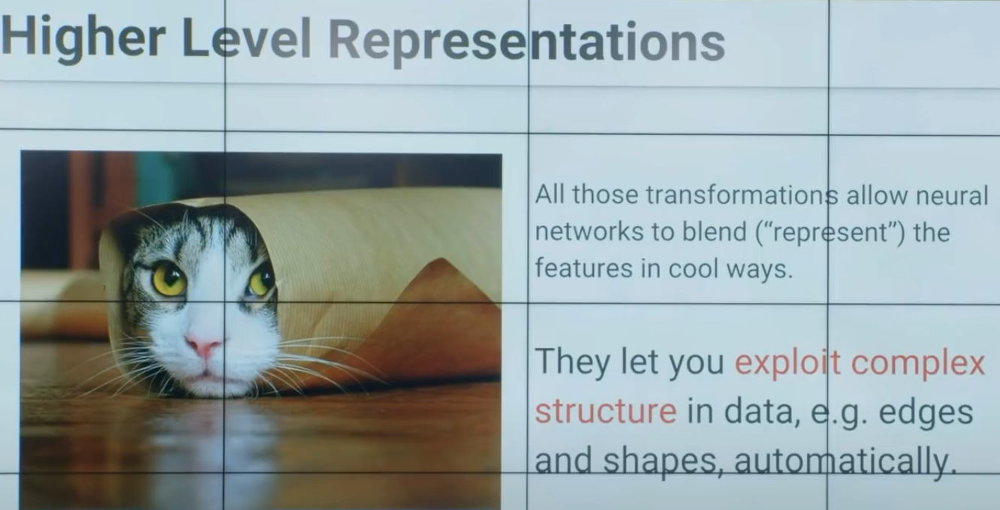 Higher Level Representations
All those transformations allow neural
networks to blend (“represent”) the
features in cool ways.
They let you exploit complex
structure in data, e.g. edges
and shapes, automatically.